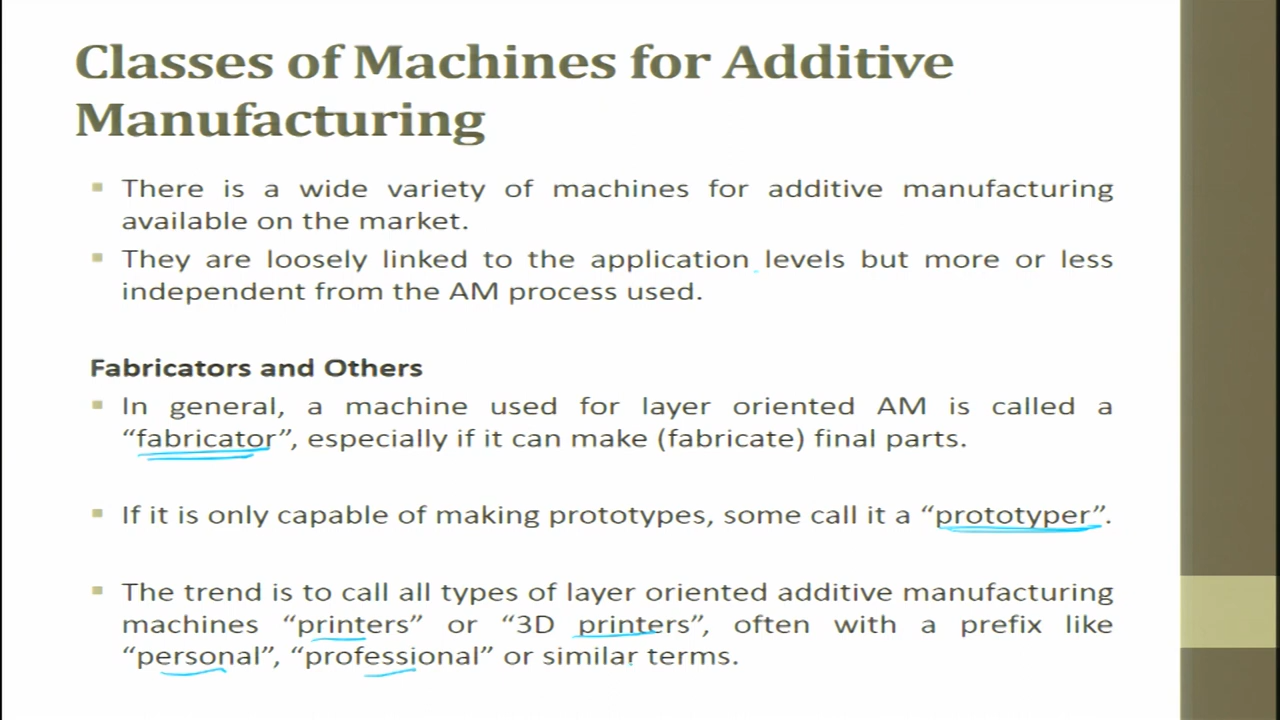 Classes of Machines for Additive
Manufacturing
There is a wide variety of machines for additive manufacturing
available on the market.
They are loosely linked to the application levels but more or less
independent from the AM process used.
Fabricators and Others
In general, a machine used for layer oriented AM is called a
“fabricator”, especially if it can make (fabricate) final parts.
If it is only capable of making prototypes, some call it a “prototyper”.
The trend is to call all types of layer oriented additive manufacturing
machines “printers” or “3D printers”, often with a prefix like
“personal”, “professional” or similar terms.